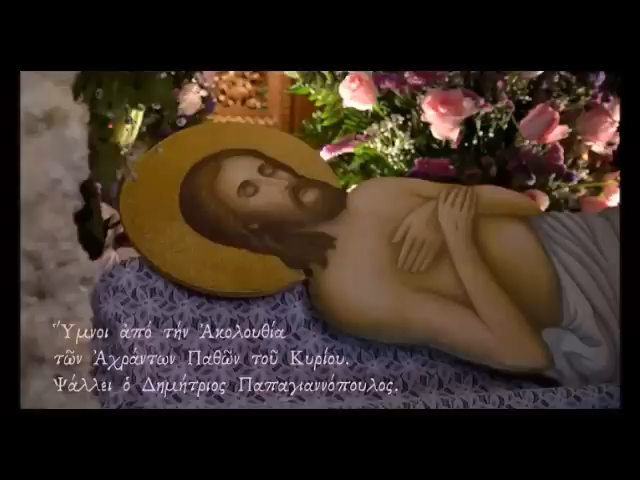 Ὕμνοι ἀπό τήν Ἀκολουθία
τῶν Ἀχράντων Παθῶν τοῦ Κυρίου.
Ψάλλει ὁ Δημήτριος Παπαγιαννόπουλος.